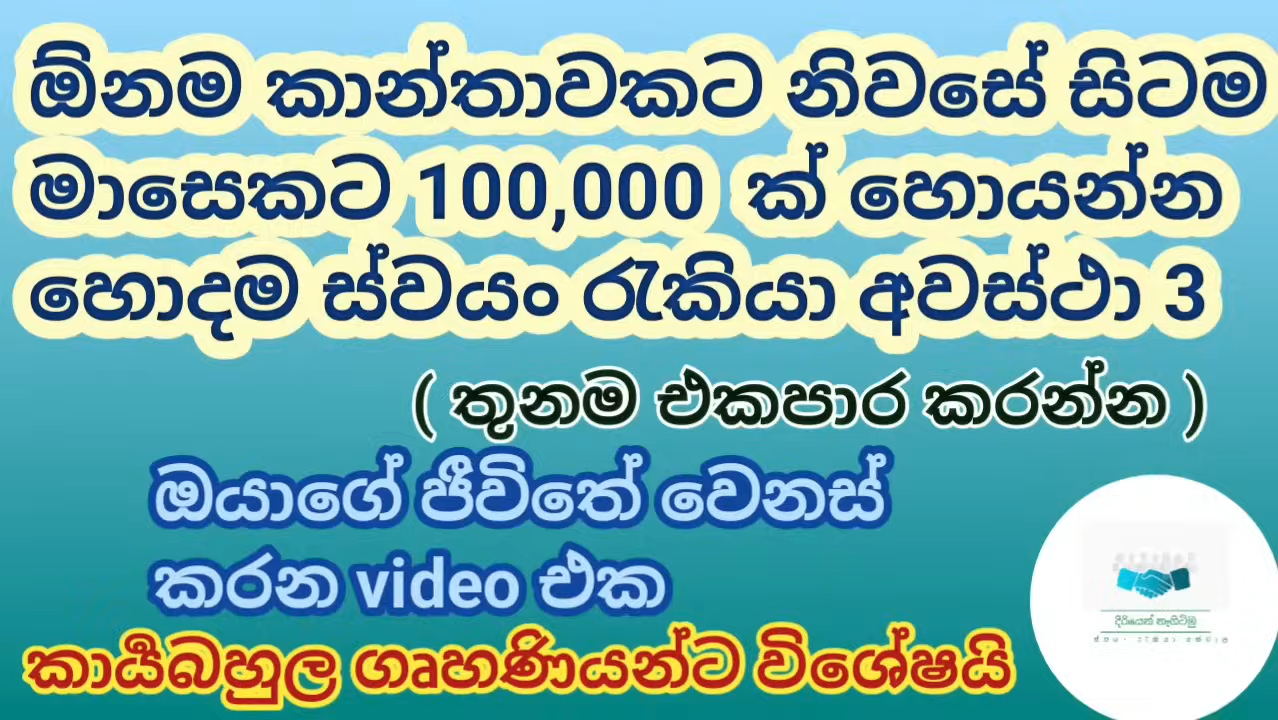 ඕනම කාන්තාවකට නිවසේ සිටම
මාසෙකට 100,000 ක් හොයන්න
හොදම ස්වයං රැකියා අවස්ථා 3
( තුනම එකපාර කරන්න )
ඔයාගේ ජීවිතේ වෙනස්
කරන video එක
කාර්‍යබහුල ගෘහණියන්ට විශේෂයි
දිරියෙන් නැගිටිමු